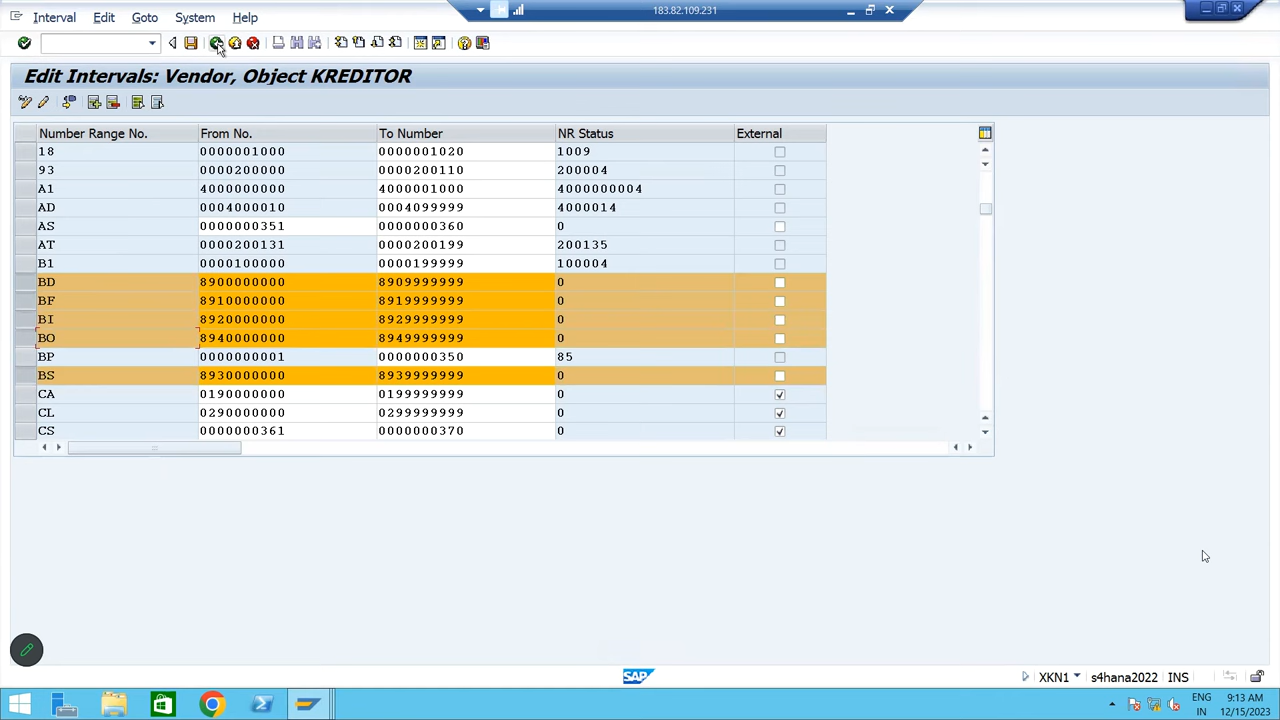 183.82.109.231
Interval Edit Goto System Help
Edit Intervals: Vendor, Object KREDITOR
Number Range No. From No. To Number NR Status External
18 0000001000 0000001020 1009
93 0000200000 0000200110 200004
A1 4000000000 4000001000 4000000004
AD 0004000010 0004099999 4000014
AS 0000000351 0000000360 0
AT 0000200131 0000200199 200135
B1 0000100000 0000199999 100004
BD 8900000000 8909999999 0
BF 8910000000 8919999999 0
BI 8920000000 8929999999 0
BO 8940000000 8949999999 0
BP 0000000001 0000000350 85
BS 8930000000 8939999999 0
CA 0190000000 0199999999 0
CL 0290000000 0299999999 0
CS 0000000361 0000000370 0
SAP XKN1 s4hana2022 INS
ENG 9:13 AM
IN 12/15/2023